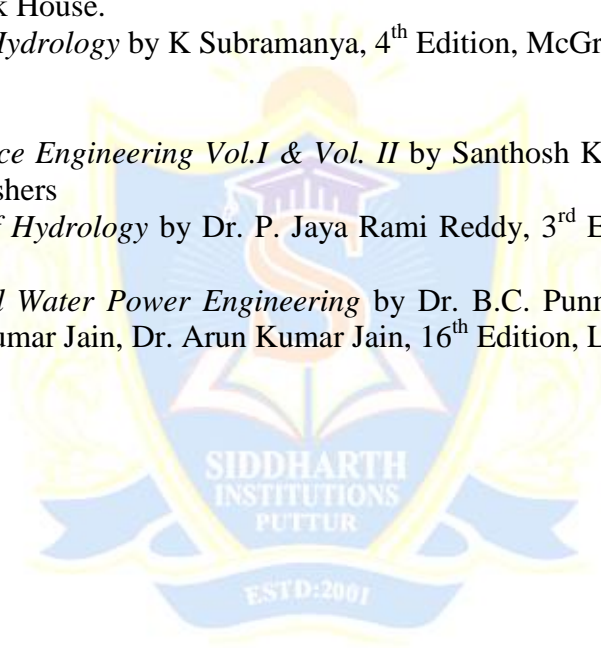 k House.
Hydrology by K Subramanya, 4th Edition, McGr
ce Engineering Vol.I & Vol. II by Santhosh K
shers
f Hydrology by Dr. P. Jaya Rami Reddy, 3rd E
d Water Power Engineering by Dr. B.C. Punm
umar Jain, Dr. Arun Kumar Jain, 16th Edition, L
SIDDHARTH
INSTITUTIONS
PUTTUR
ESTD:2001